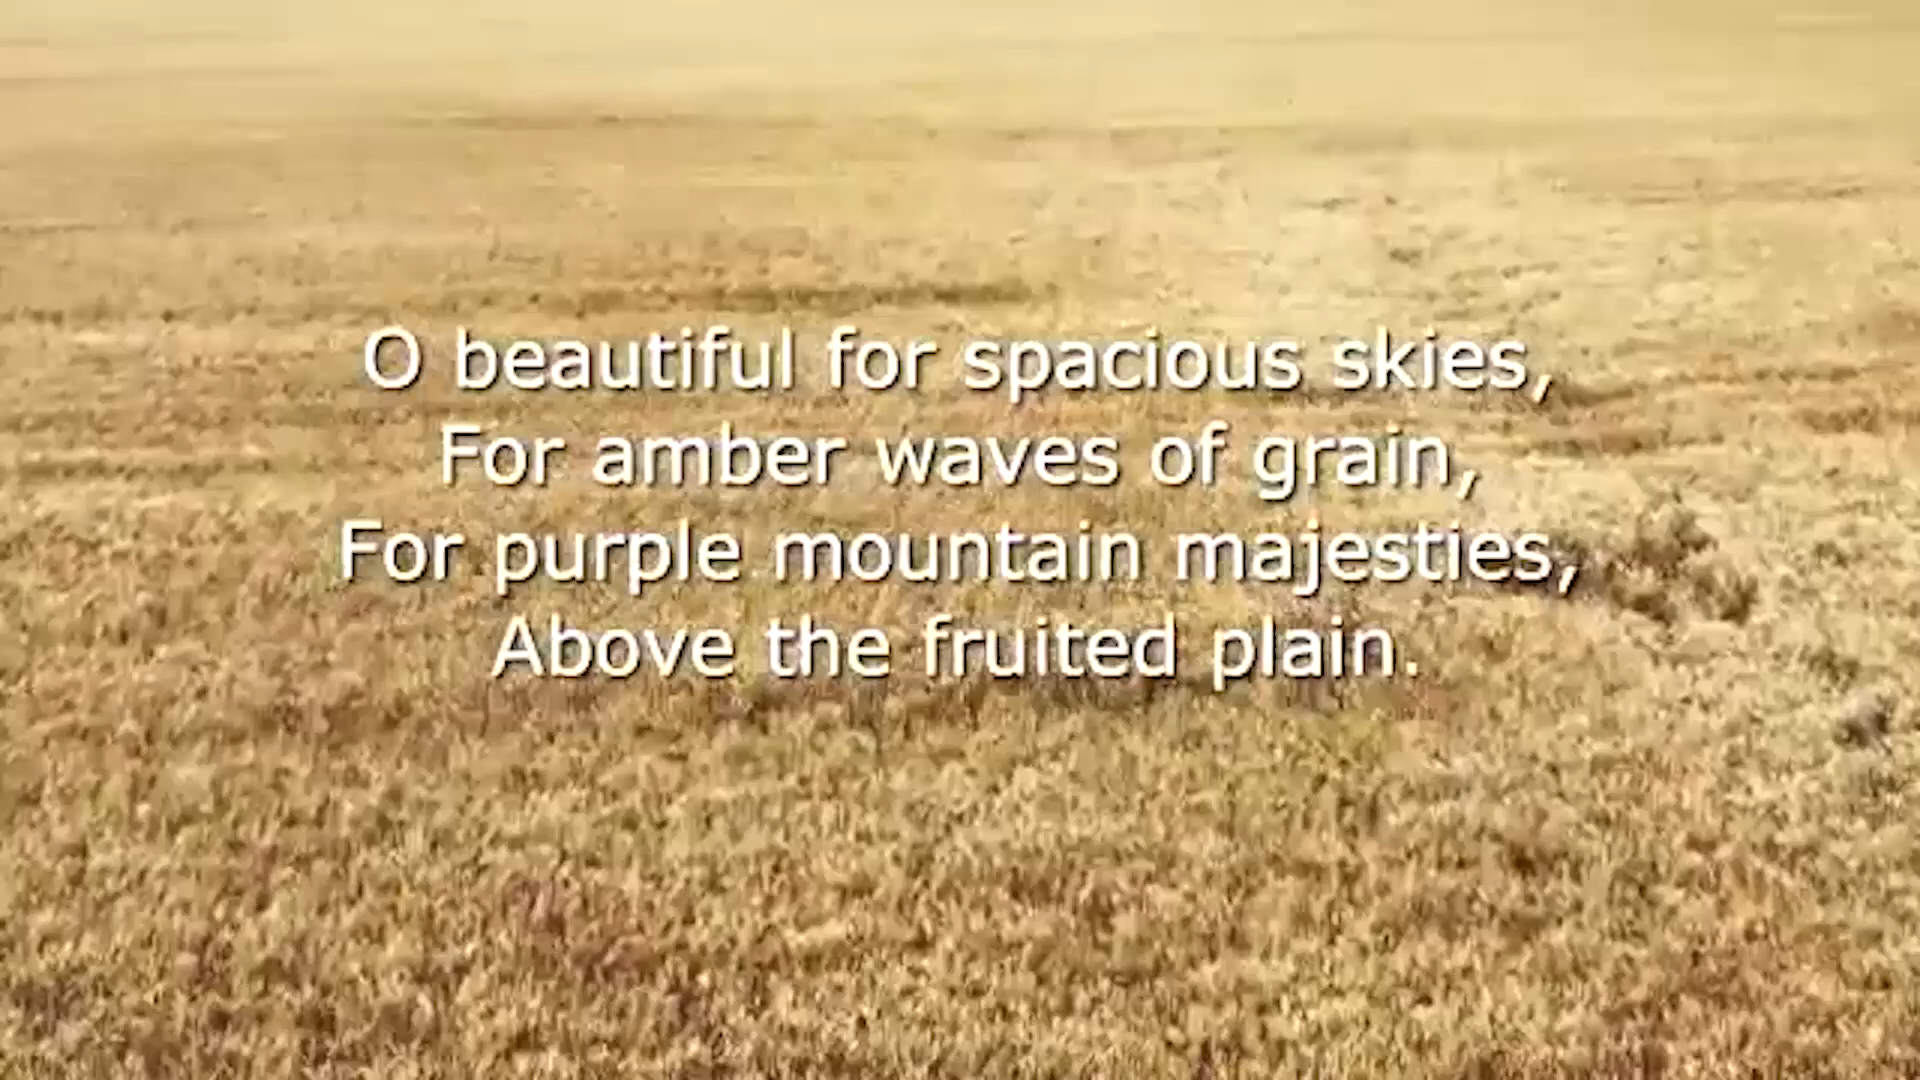 O beautiful for spacious skies,
For amber waves of grain,
For purple mountain majesties,
Above the fruited plain.